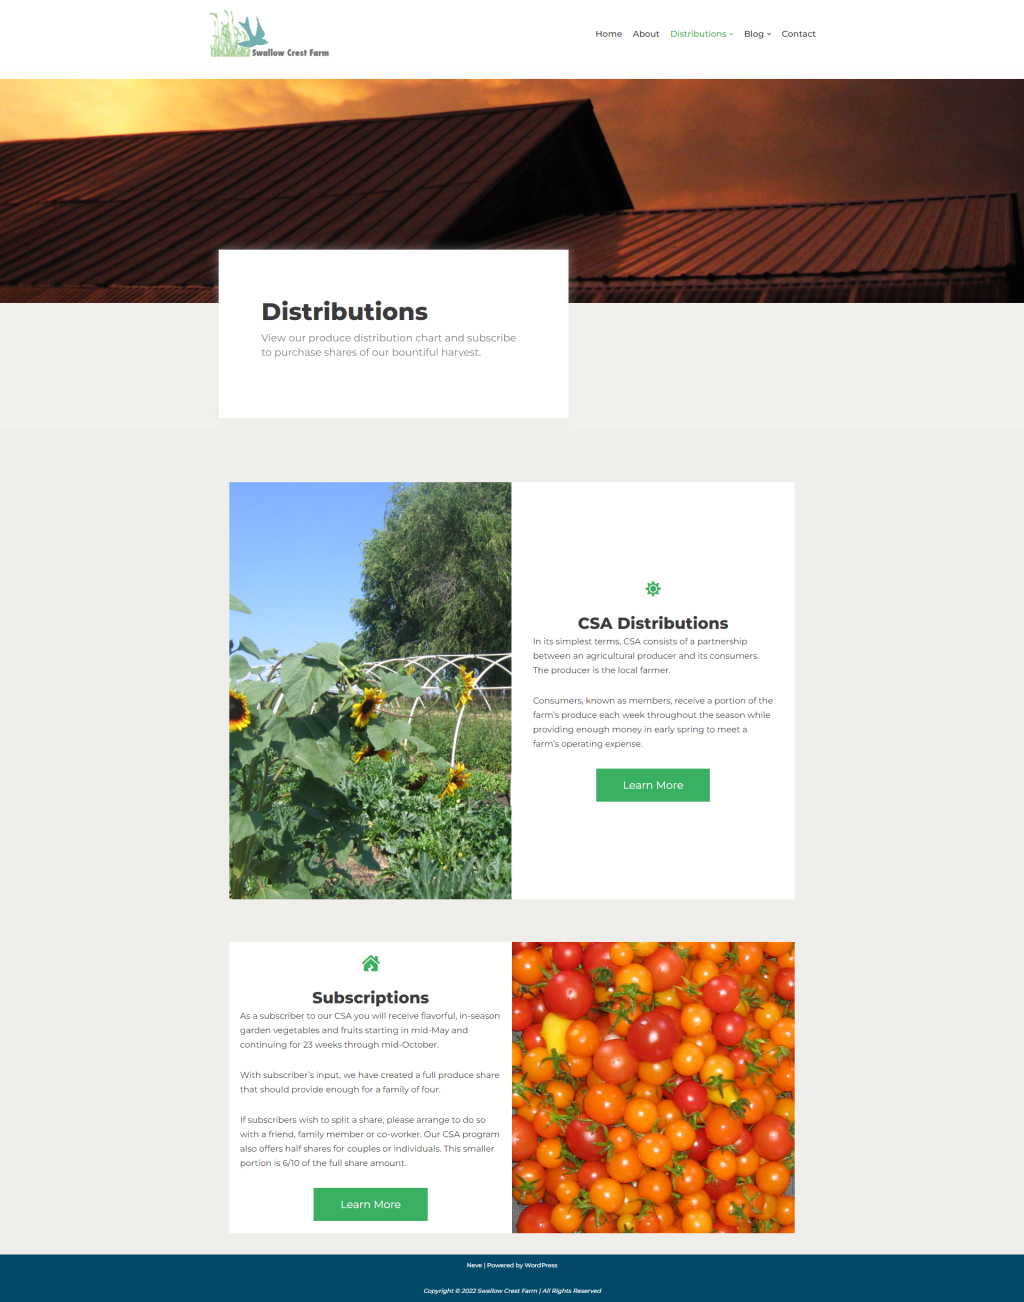 Swallow Crest Farm
Home About Distributions Blog Contact
Distributions
View our produce distribution chart and subscribe
to purchase shares of our bountiful harvest.
CSA Distributions
In its simplest terms, CSA consists of a partnership
between an agricultural producer and its consumers.
The producer is the local farmer.
Consumers, known as members, receive a portion of the
farm's produce each week throughout the season while
providing enough money in early spring to meet a
farm's operating expense.
Learn More
Subscriptions
As a subscriber to our CSA you will receive flavorful, in-season
garden vegetables and fruits starting in mid-May and
continuing for 23 weeks through mid-October.
With subscriber's input, we have created a full produce share
that should provide enough for a family of four.
If subscribers wish to split a share, please arrange to do so
with a friend, family member or co-worker. Our CSA program
also offers half shares for couples or individuals. This smaller
portion is 6/10 of the full share amount.
Learn More
Neve | Powered by WordPress
Copyright © 2022 Swallow Crest Farm | All Rights Reserved